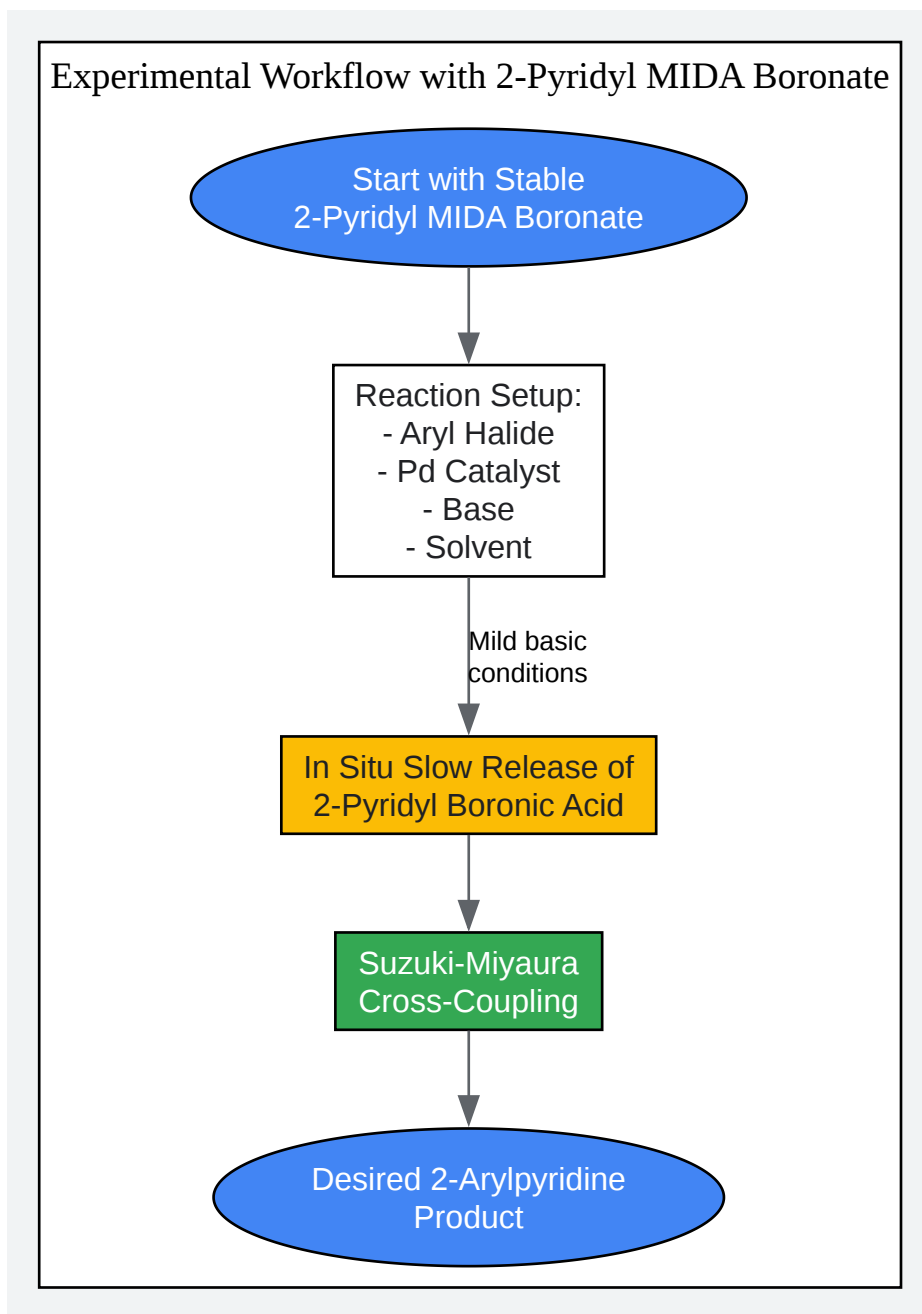 Experimental Workflow with 2-Pyridyl MIDA Boronate
Start with Stable
2-Pyridyl MIDA Boronate
Reaction Setup:
- Aryl Halide
- Pd Catalyst
- Base
- Solvent
Mild basic
conditions
In Situ Slow Release of
2-Pyridyl Boronic Acid
Suzuki-Miyaura
Cross-Coupling
Desired 2-Arylpyridine
Product